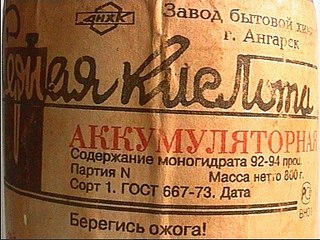 АНХК
Завод бытовой хи
г. Ангарск
ная кислота
АККУМУЛЯТОРНАЯ
Содержание моногидрата 92-94 проц.
Партия N Масса нетто 800 г.
Сорт 1. ГОСТ 667-73. Дата
Берегись ожога!